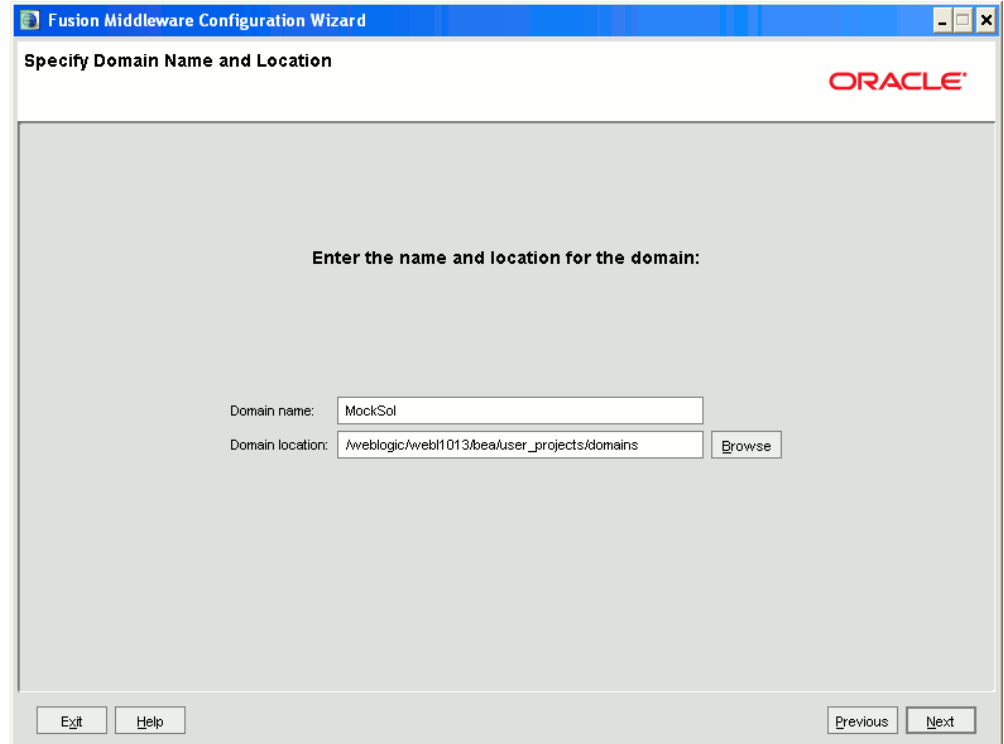 Fusion Middleware Configuration Wizard
Specify Domain Name and Location
ORACLE
Enter the name and location for the domain:
Domain name: MockSol
Domain location: /weblogic/webl1013/bea/user_projects/domains Browse
Exit Help Previous Next